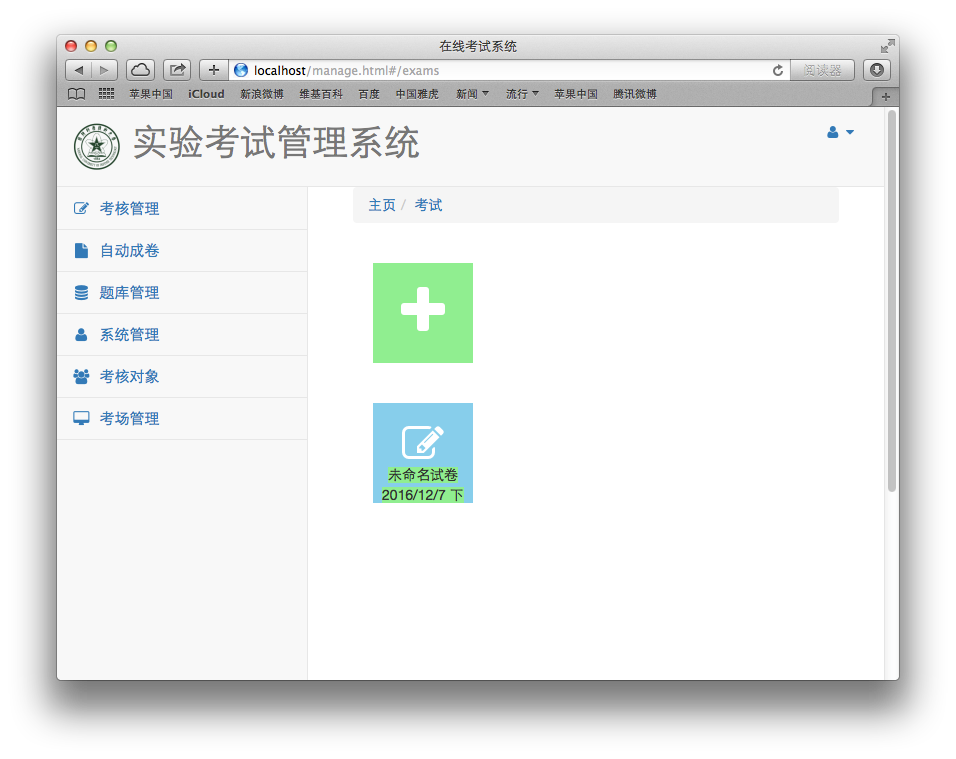 在线考试系统
localhost/manage.html#/exams
阅读器
苹果中国 iCloud 新浪微博 维基百科 百度 中国雅虎 新闻 流行 苹果中国 腾讯微博
实验考试管理系统
主页 / 考试
考核管理
自动成卷
题库管理
系统管理
考核对象
考场管理
未命名试卷
2016/12/7 下